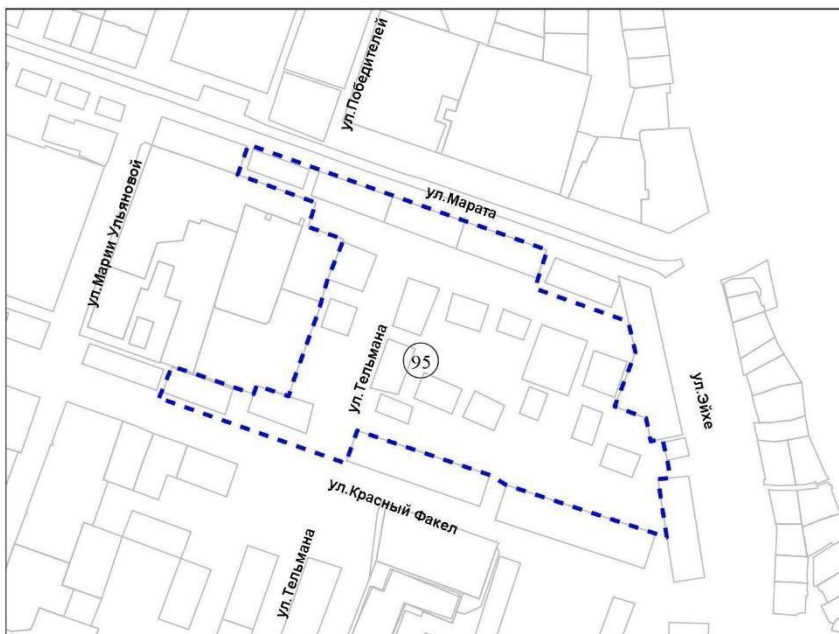 ул.Победителей
ул.Марата
ул.Марии Ульяновой
ул.Тельмана
95
ул.Эйхе
ул.Красный Факел
ул.Тельмана